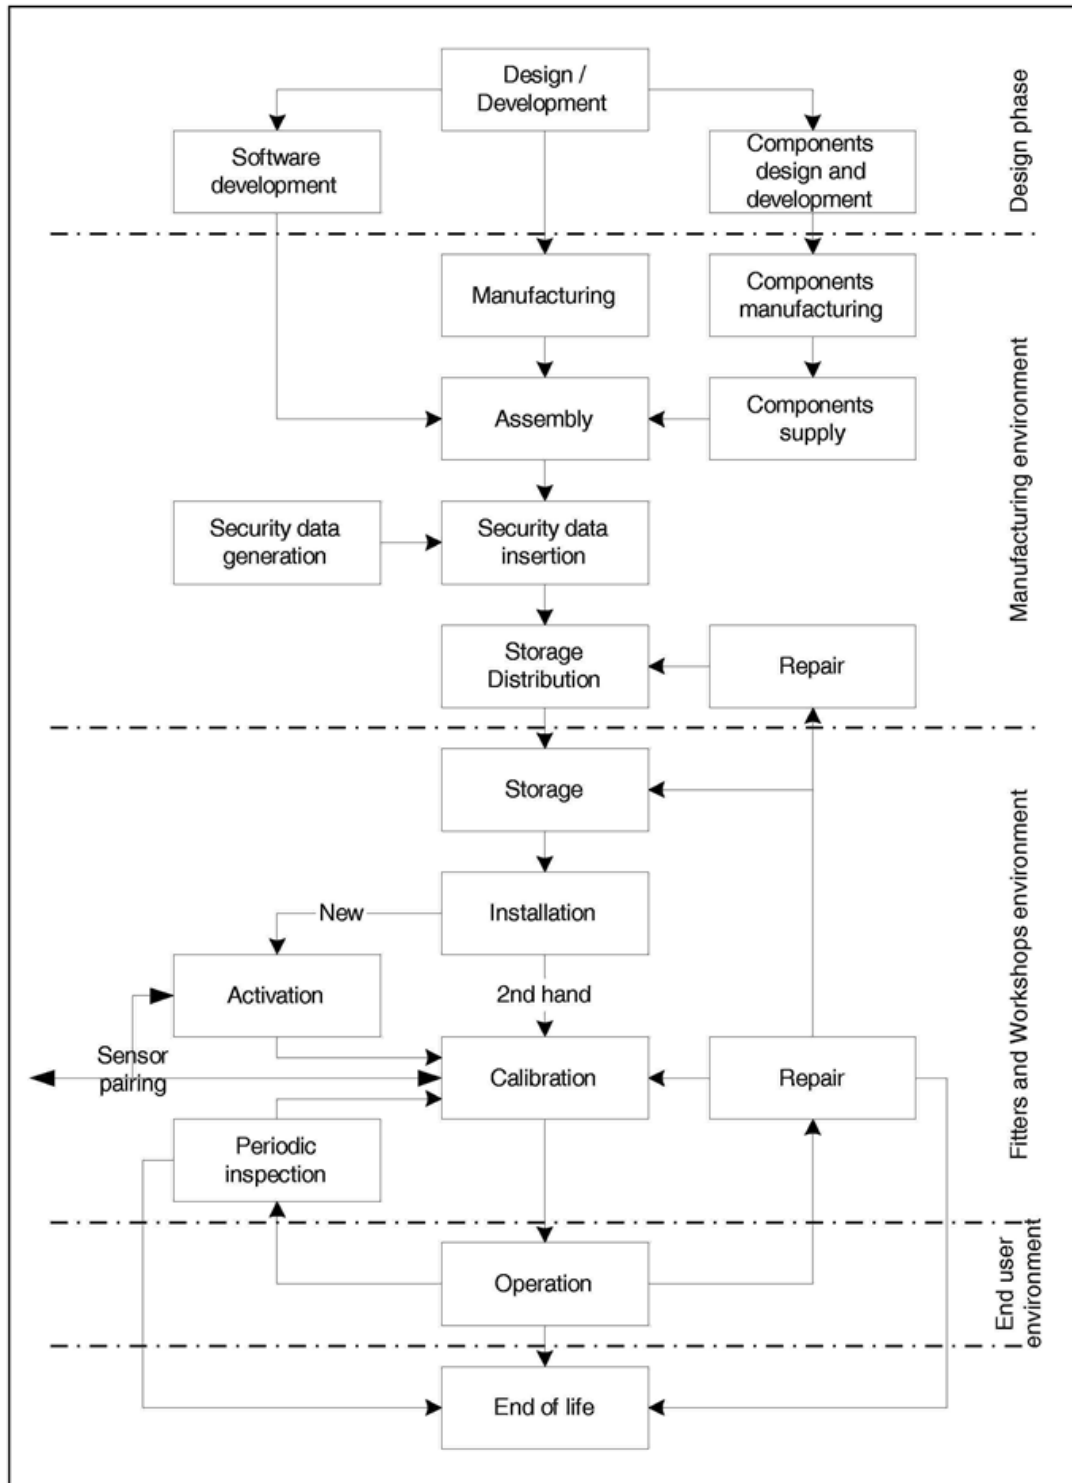 Design /
Development
Software
development
Components
design and
development
Design phase
Manufacturing
Components
manufacturing
Assembly
Components
supply
Security data
generation
Security data
insertion
Storage
Distribution
Repair
Manufacturing environment
Storage
Installation
New
Activation
2nd hand
Sensor
pairing
Calibration
Repair
Periodic
inspection
Fitters and Workshops environment
Operation
End user
environment
End of life